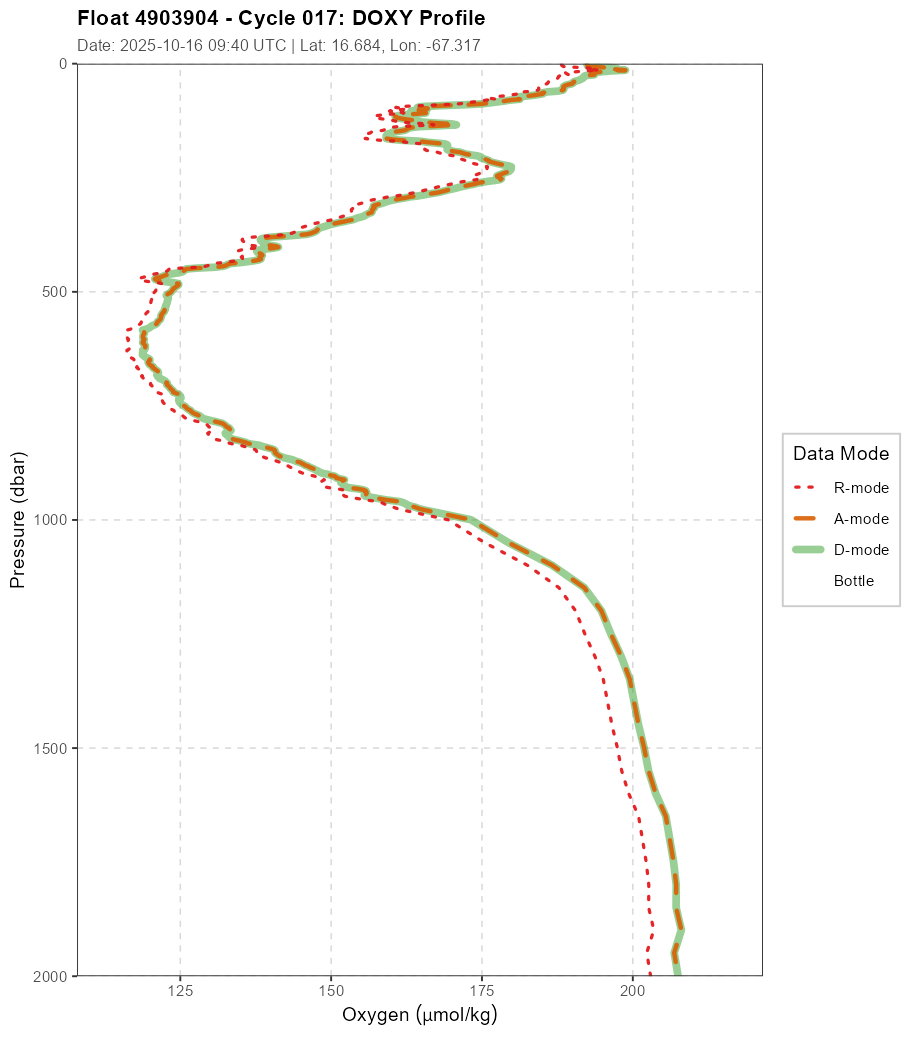 Float 4903904 - Cycle 017: DOXY Profile
Date: 2025-10-16 09:40 UTC | Lat: 16.684, Lon: -67.317
0
500
1000
1500
2000
Pressure (dbar)
125
150
175
200
Oxygen (μmol/kg)
Data Mode
R-mode
A-mode
D-mode
Bottle